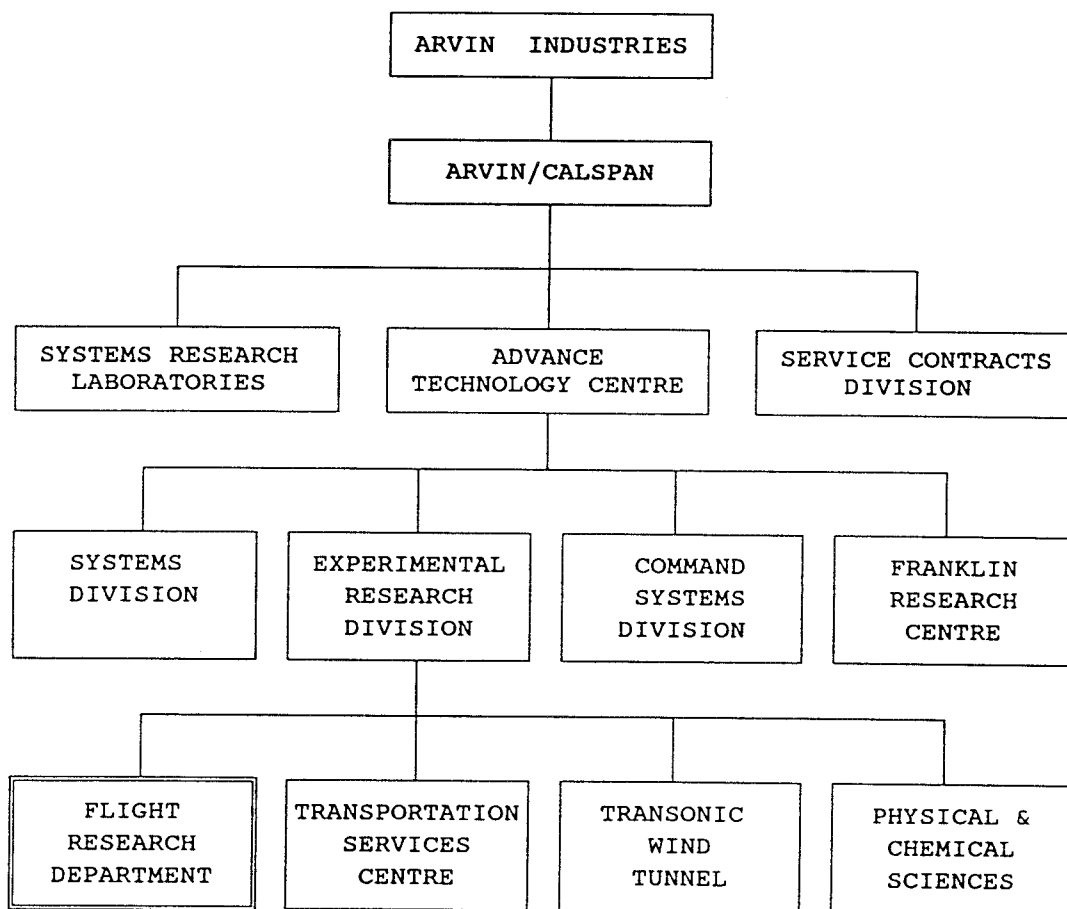 ARVIN INDUSTRIES
ARVIN/CALSPAN
SYSTEMS RESEARCH
LABORATORIES
ADVANCE
TECHNOLOGY CENTRE
SERVICE CONTRACTS
DIVISION
SYSTEMS
DIVISION
EXPERIMENTAL
RESEARCH
DIVISION
COMMAND
SYSTEMS
DIVISION
FRANKLIN
RESEARCH
CENTRE
FLIGHT
RESEARCH
DEPARTMENT
TRANSPORTATION
SERVICES
CENTRE
TRANSONIC
WIND
TUNNEL
PHYSICAL &
CHEMICAL
SCIENCES